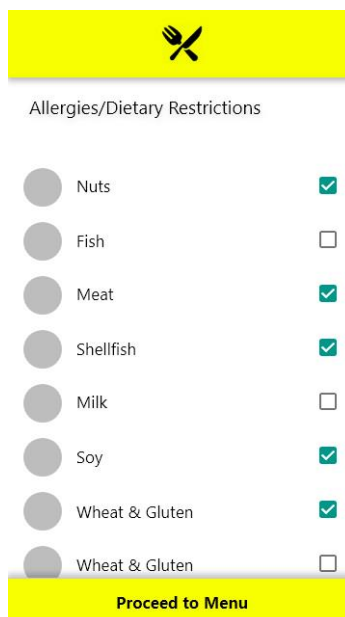 Allergies/Dietary Restrictions
Nuts
Fish
Meat
Shellfish
Milk
Soy
Wheat & Gluten
Wheat & Gluten
Proceed to Menu